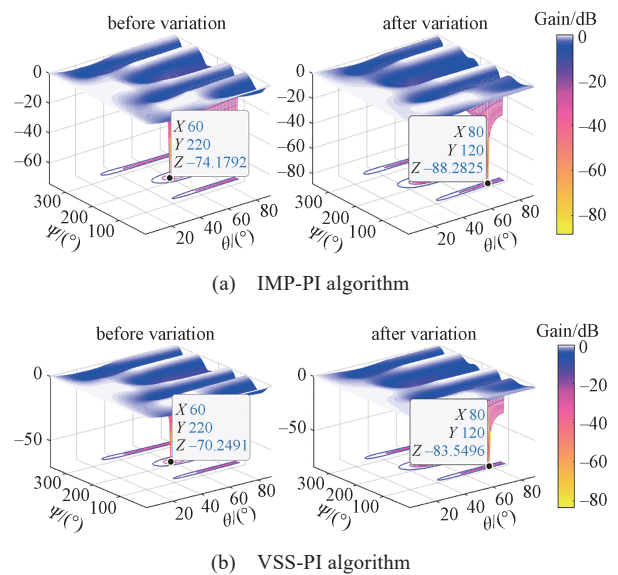 before variation
after variation
Gain/dB
0
−20
−40
−60
X 60
Y 220
Z −74.1792
300
200
100
Ψ/(°)
20
40
60
80
θ/(°)
0
−20
−40
−60
−80
X 80
Y 120
Z −88.2825
300
200
100
Ψ/(°)
20
40
60
80
θ/(°)
0
−20
−40
−60
−80
(a) IMP-PI algorithm
before variation
after variation
Gain/dB
0
−50
X 60
Y 220
Z −70.2491
300
200
100
Ψ/(°)
20
40
60
80
θ/(°)
0
−50
X 80
Y 120
Z −83.5496
300
200
100
Ψ/(°)
20
40
60
80
θ/(°)
0
−20
−40
−60
−80
(b) VSS-PI algorithm